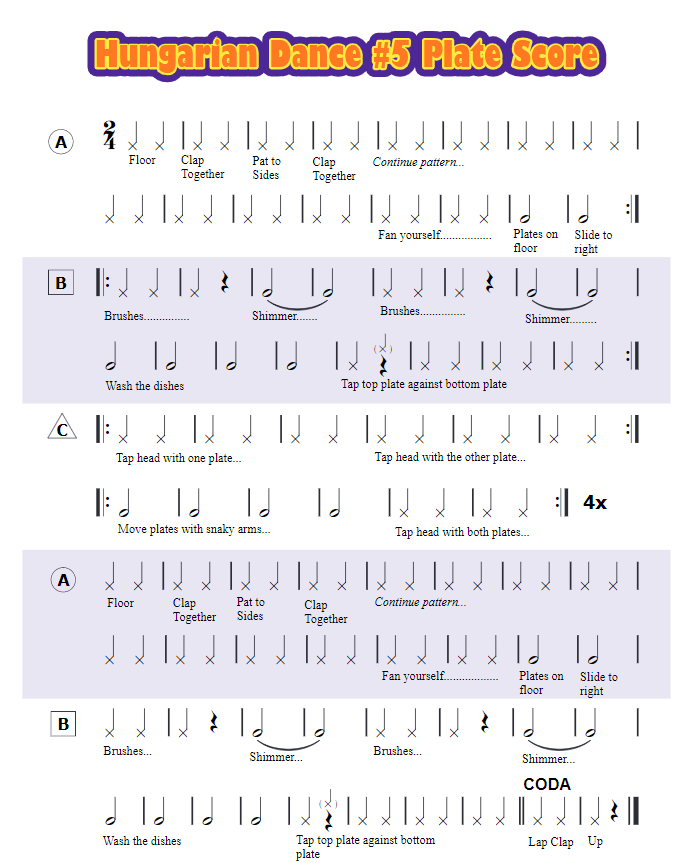 Hungarian Dance #5 Plate Score
A 2/4
Floor Clap Together Pat to Sides Clap Together Continue pattern...
Fan yourself................. Plates on floor Slide to right
B
Brushes............... Shimmer....... Brushes............... Shimmer.........
Wash the dishes Tap top plate against bottom plate
C
Tap head with one plate... Tap head with the other plate...
4x
Move plates with snaky arms... Tap head with both plates...
A
Floor Clap Together Pat to Sides Clap Together Continue pattern...
Fan yourself.................. Plates on floor Slide to right
B
Brushes... Shimmer... Brushes... Shimmer...
CODA
Wash the dishes Tap top plate against bottom plate Lap Clap Up